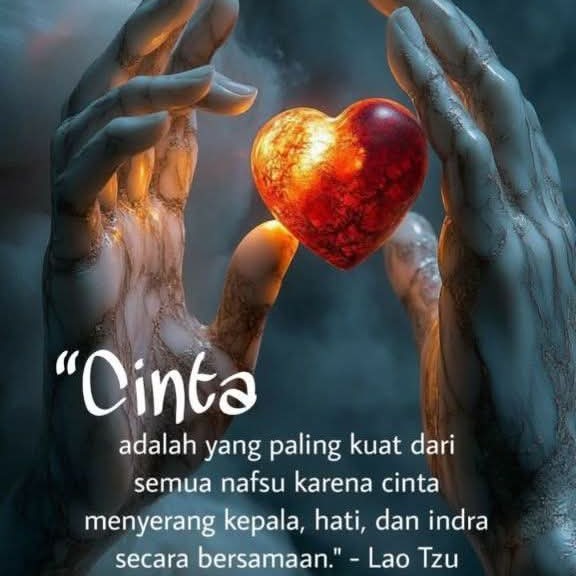 “Cinta
adalah yang paling kuat dari
semua nafsu karena cinta
menyerang kepala, hati, dan indra
secara bersamaan." - Lao Tzu